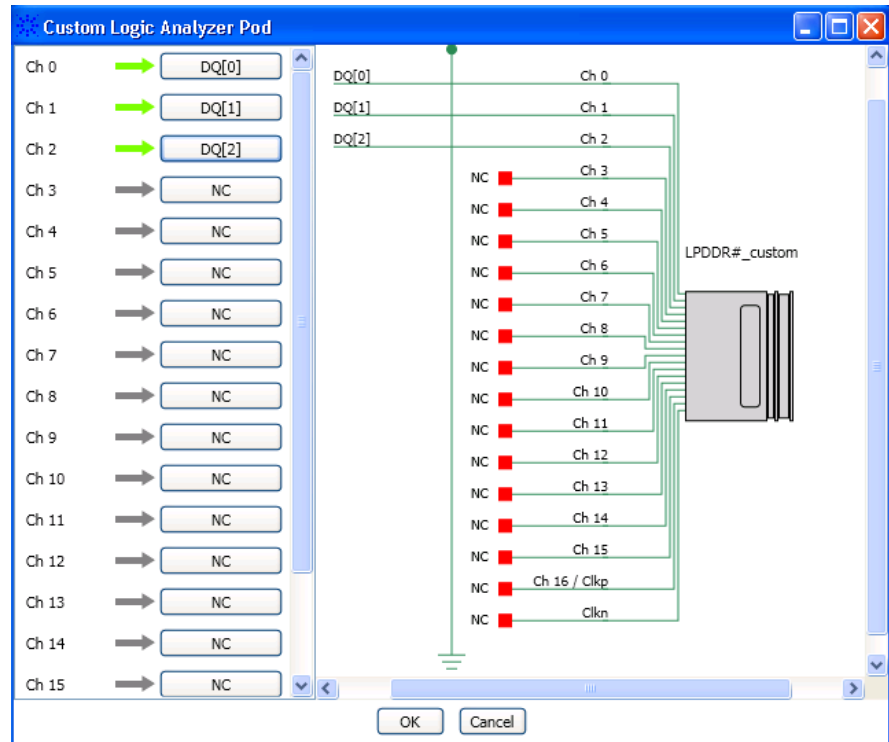 Custom Logic Analyzer Pod
Ch 0 DQ[0]
Ch 1 DQ[1]
Ch 2 DQ[2]
Ch 3 NC
Ch 4 NC
Ch 5 NC
Ch 6 NC
Ch 7 NC
Ch 8 NC
Ch 9 NC
Ch 10 NC
Ch 11 NC
Ch 12 NC
Ch 13 NC
Ch 14 NC
Ch 15 NC
DQ[0] Ch 0
DQ[1] Ch 1
DQ[2] Ch 2
NC Ch 3
NC Ch 4
NC Ch 5
LPDDR#_custom
NC Ch 6
NC Ch 7
NC Ch 8
NC Ch 9
NC Ch 10
NC Ch 11
NC Ch 12
NC Ch 13
NC Ch 14
NC Ch 15
NC Ch 16 / Clkp
NC Clkn
OK Cancel